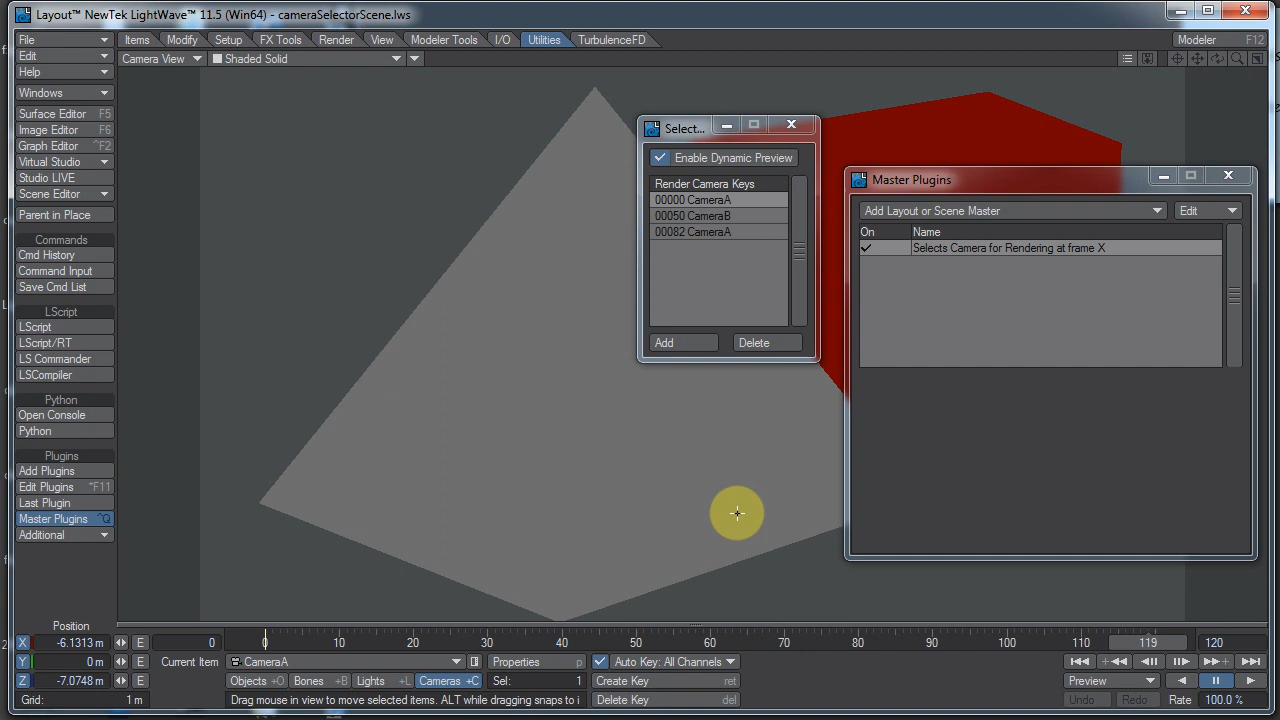 Layout™ NewTek LightWave™ 11.5 (Win64) - cameraSelectorScene.lws
File
Items
Modify
Setup
FX Tools
Render
View
Modeler Tools
I/O
Utilities
TurbulenceFD
Modeler F12
Edit
Camera View
Shaded Solid
Help
Windows
Surface Editor F5
Image Editor F6
Graph Editor ^F2
Virtual Studio
Studio LIVE
Scene Editor
Parent in Place
Commands
Cmd History
Command Input
Save Cmd List
LScript
LScript
LScript/RT
LS Commander
LSCompiler
Python
Open Console
Python
Plugins
Add Plugins
Edit Plugins ^F11
Last Plugin
Master Plugins ^Q
Additional
Select...
Enable Dynamic Preview
Render Camera Keys
00000 CameraA
00050 CameraB
00082 CameraA
Add
Delete
Master Plugins
Add Layout or Scene Master
Edit
On
Name
Selects Camera for Rendering at frame X
Position
X -6.1313 m E
0
0 10 20 30 40 50 60 70 80 90 100 110 119
120
Y 0 m E
Current Item
CameraA
Properties p
Auto Key: All Channels
Z -7.0748 m E
Objects +O
Bones +B
Lights +L
Cameras +C
Sel: 1
Create Key ret
Preview
Grid: 1 m
Drag mouse in view to move selected items. ALT while dragging snaps to i
Delete Key del
Undo
Redo
Rate 100.0 %